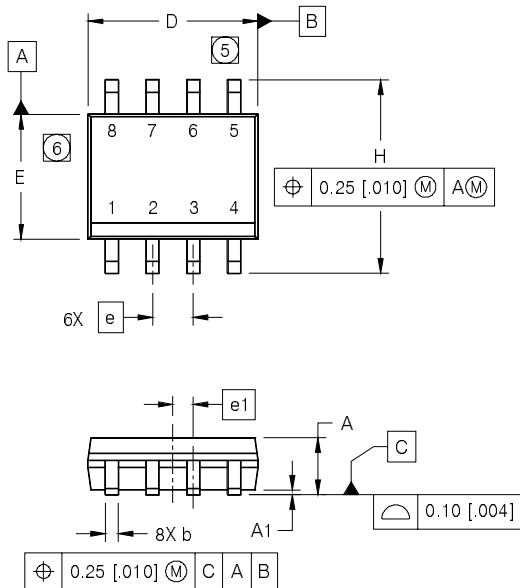 D
B
5
A
8 7 6 5
6
E
H
⌖ 0.25 [.010] Ⓜ A Ⓜ
1 2 3 4
6X e
e1
A
C
A1
⌓ 0.10 [.004]
8X b
⌖ 0.25 [.010] Ⓜ C A B